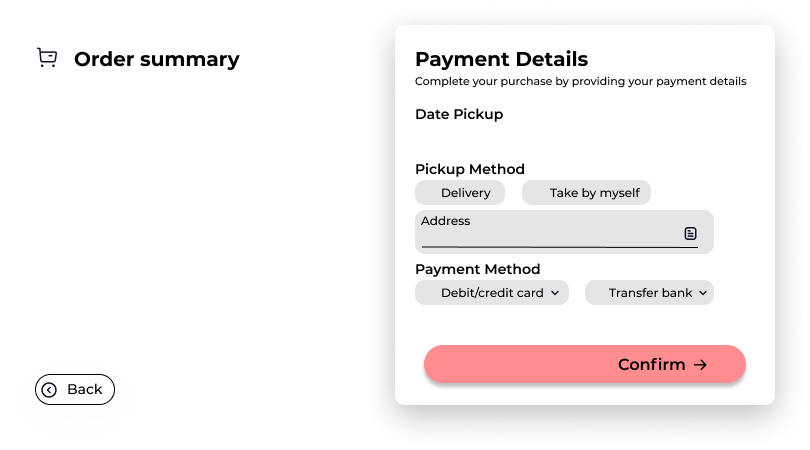 Order summary
Payment Details
Complete your purchase by providing your payment details
Date Pickup
Pickup Method
Delivery
Take by myself
Address
Payment Method
Debit/credit card
Transfer bank
Confirm
Back